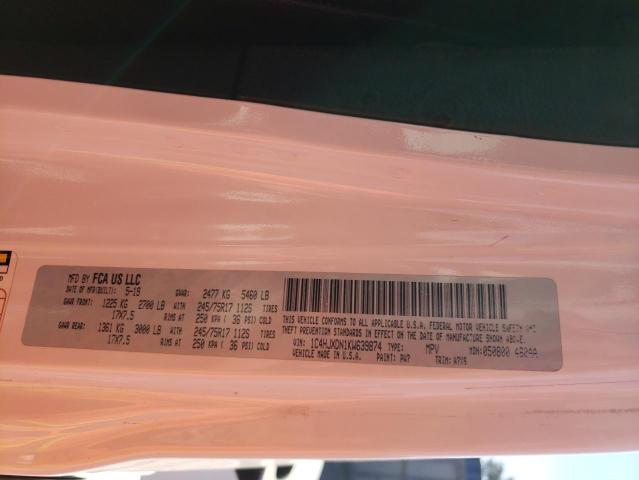 MFD BY FCA US LLC
DATE OF MFR(BUILT): 5-19 GVWR: 2477 KG 5460 LB
GAWR FRONT: 1225 KG 2700 LB WITH 245/75R17 112S TIRES
17X7.5 RIMS AT 250 KPA ( 36 PSI) COLD
GAWR REAR: 1361 KG 3000 LB WITH 245/75R17 112S TIRES
17X7.5 RIMS AT 250 KPA ( 36 PSI) COLD
THIS VEHICLE CONFORMS TO ALL APPLICABLE U.S.A. FEDERAL MOTOR VEHICLE SAFETY AND
THEFT PREVENTION STANDARDS IN EFFECT ON THE DATE OF MANUFACTURE SHOWN ABOVE.
VIN: 1C4HJXDN1KW639874 TYPE: MPV MDH: 050800
VEHICLE MADE IN U.S.A. PAINT: PW7 TRIM: A7X9